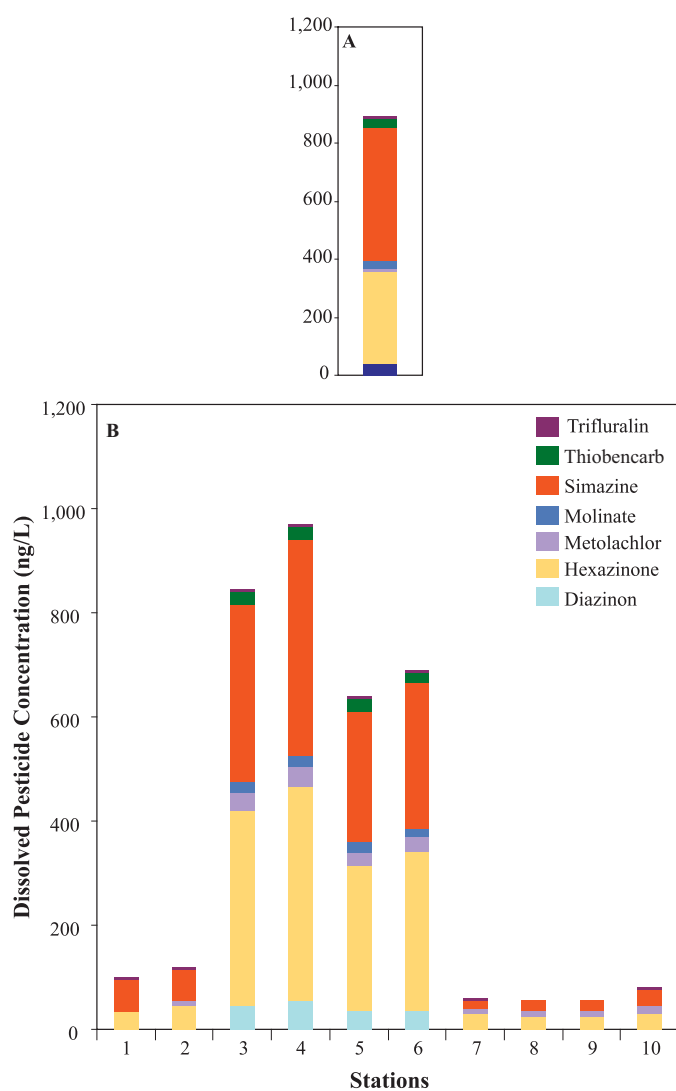 A
1,200
1,000
800
600
400
200
0
B
1,200
1,000
800
600
400
200
0
Dissolved Pesticide Concentration (ng/L)
Trifluralin
Thiobencarb
Simazine
Molinate
Metolachlor
Hexazinone
Diazinon
1 2 3 4 5 6 7 8 9 10
Stations